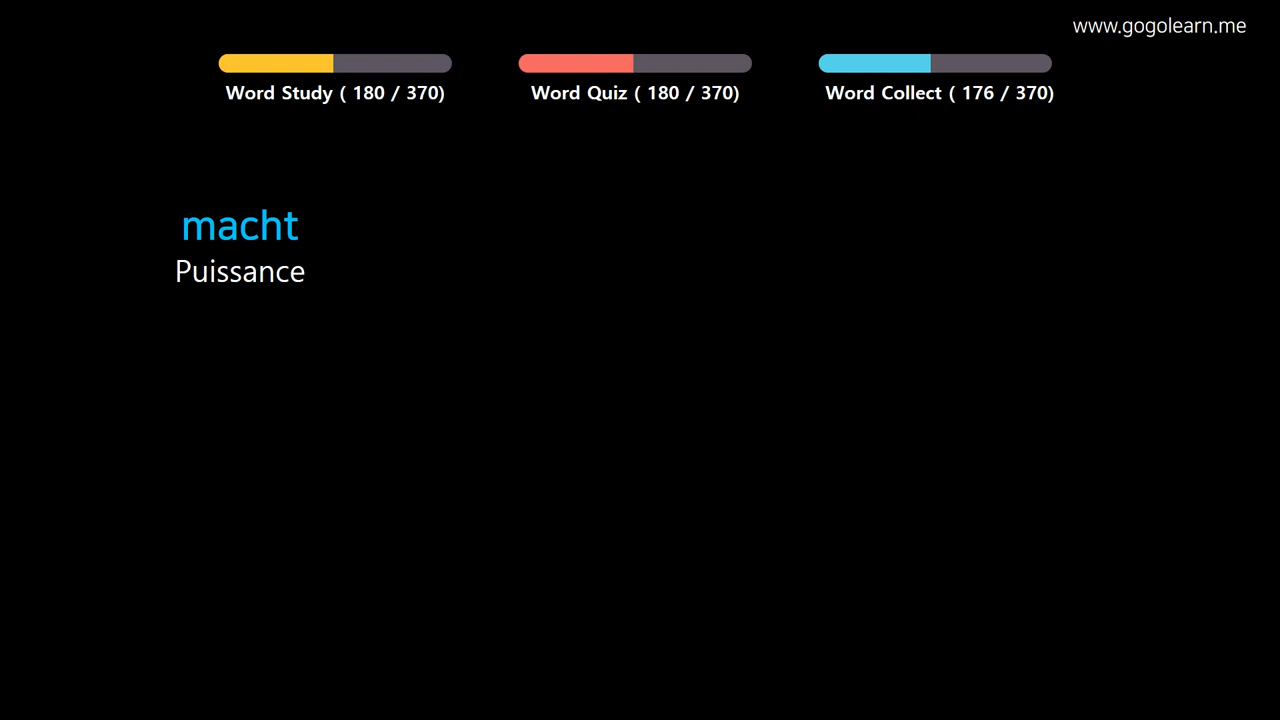 www.gogolearn.me
Word Study ( 180 / 370)
Word Quiz ( 180 / 370)
Word Collect ( 176 / 370)
macht
Puissance